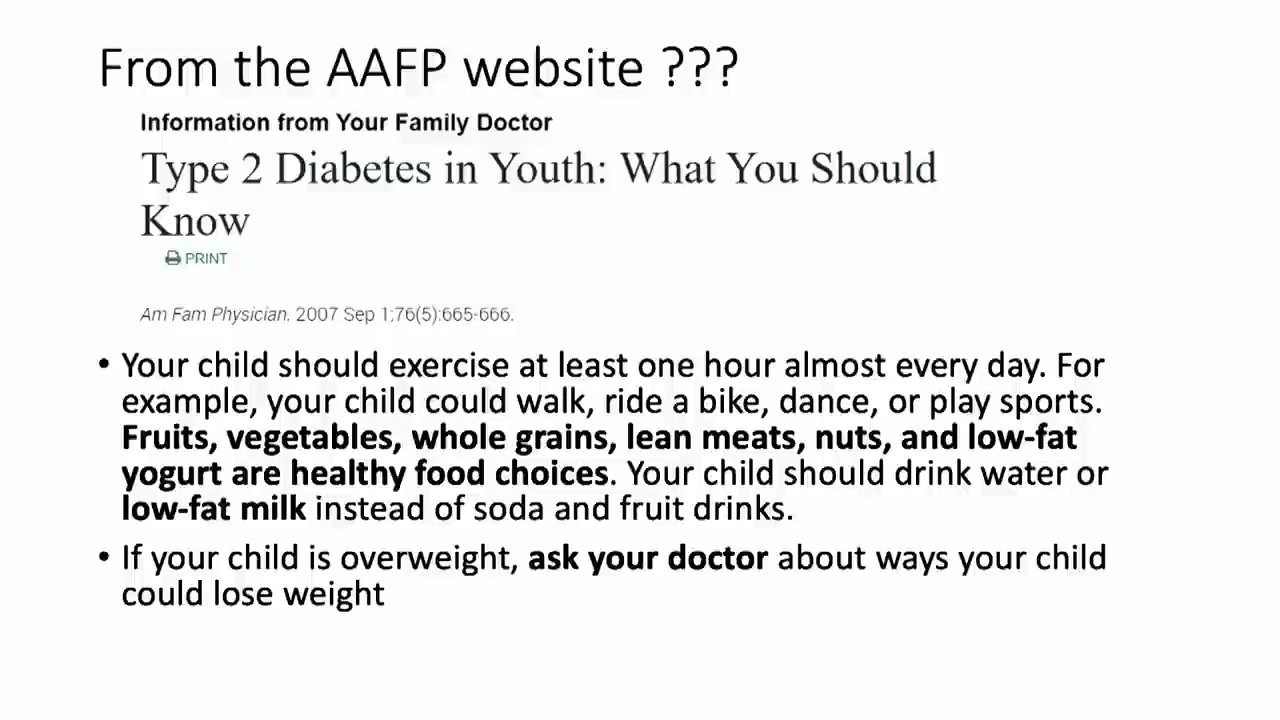 From the AAFP website ???
Information from Your Family Doctor
Type 2 Diabetes in Youth: What You Should
Know
PRINT
Am Fam Physician. 2007 Sep 1;76(5):665-666.
• Your child should exercise at least one hour almost every day. For
example, your child could walk, ride a bike, dance, or play sports.
Fruits, vegetables, whole grains, lean meats, nuts, and low-fat
yogurt are healthy food choices. Your child should drink water or
low-fat milk instead of soda and fruit drinks.
• If your child is overweight, ask your doctor about ways your child
could lose weight